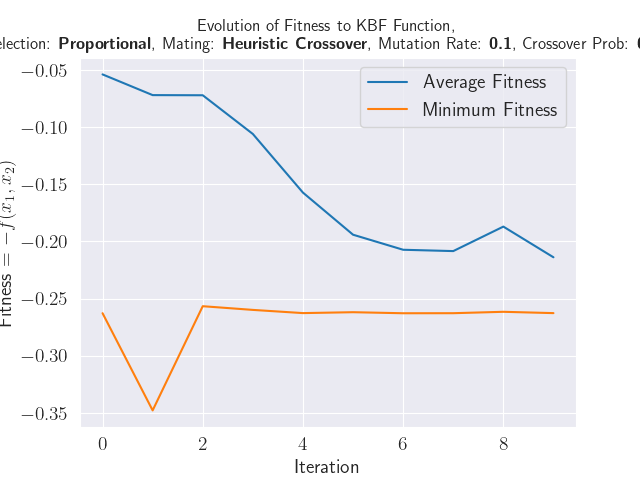 Evolution of Fitness to KBF Function,
election: Proportional, Mating: Heuristic Crossover, Mutation Rate: 0.1, Crossover Prob:
Average Fitness
Minimum Fitness
Fitness = −f(x₁, x₂)
−0.05
−0.10
−0.15
−0.20
−0.25
−0.30
−0.35
0 2 4 6 8
Iteration